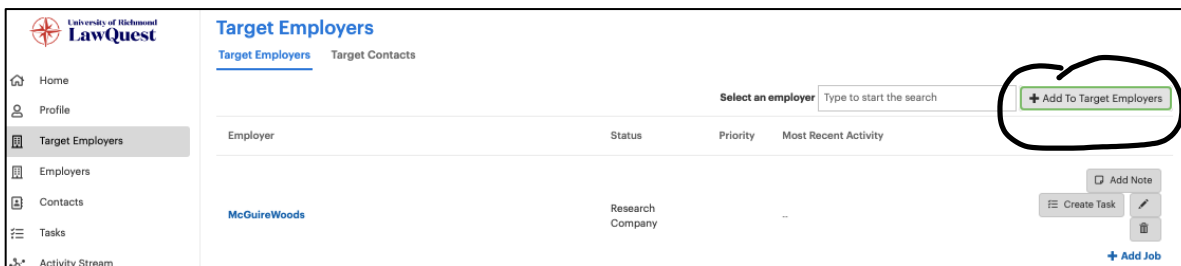 University of Richmond
LawQuest
Home
Profile
Target Employers
Employers
Contacts
Tasks
Activity Stream
Target Employers
Target Employers Target Contacts
Select an employer Type to start the search + Add To Target Employers
Employer Status Priority Most Recent Activity
Add Note
McGuireWoods Research Company -- Create Task
+ Add Job